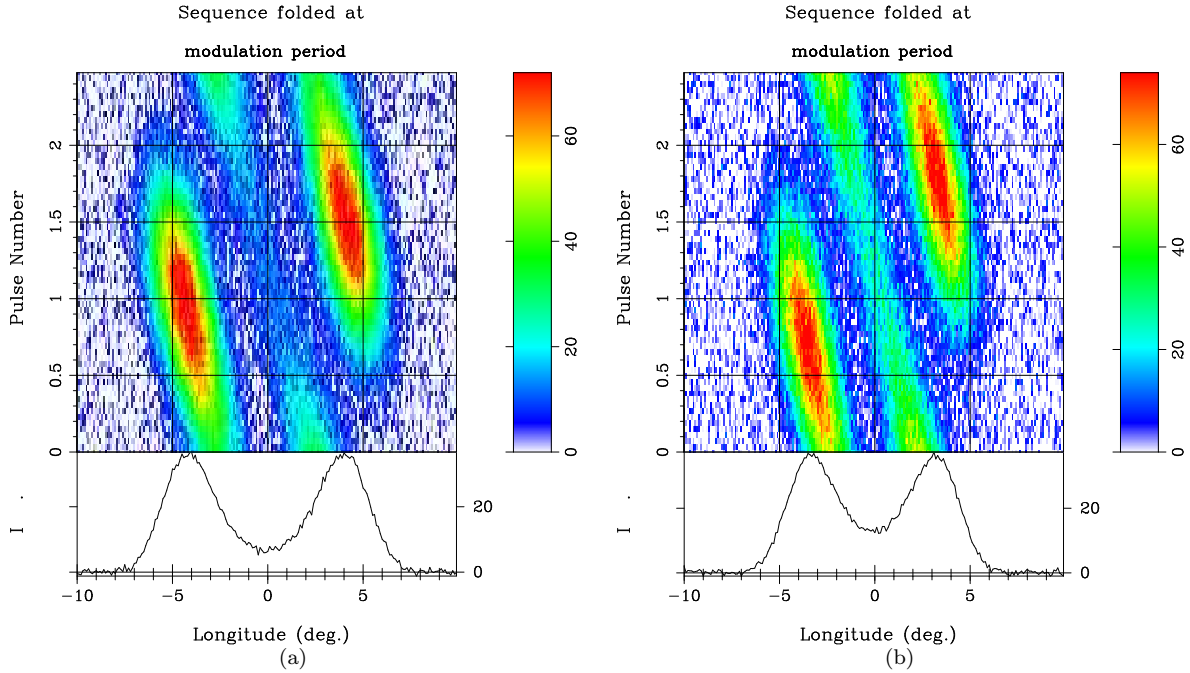 Sequence folded at
modulation period
Pulse Number
2
1.5
1
0.5
0
60
40
20
0
I .
20
0
−10 −5 0 5
Longitude (deg.)
(a)
Sequence folded at
modulation period
Pulse Number
2
1.5
1
0.5
0
60
40
20
0
I .
20
0
−10 −5 0 5
Longitude (deg.)
(b)